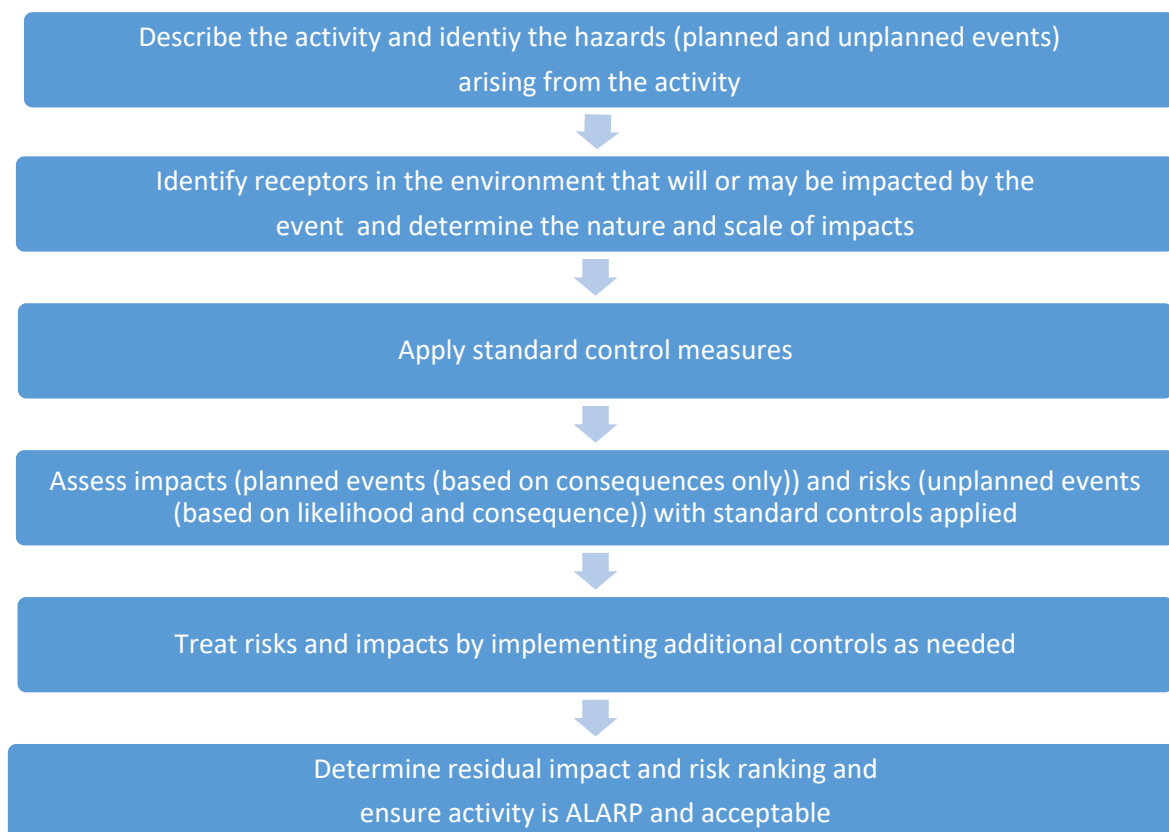 Describe the activity and identiy the hazards (planned and unplanned events)
arising from the activity
Identify receptors in the environment that will or may be impacted by the
event  and determine the nature and scale of impacts
Apply standard control measures
Assess impacts (planned events (based on consequences only)) and risks (unplanned events
(based on likelihood and consequence)) with standard controls applied
Treat risks and impacts by implementing additional controls as needed
Determine residual impact and risk ranking and
ensure activity is ALARP and acceptable